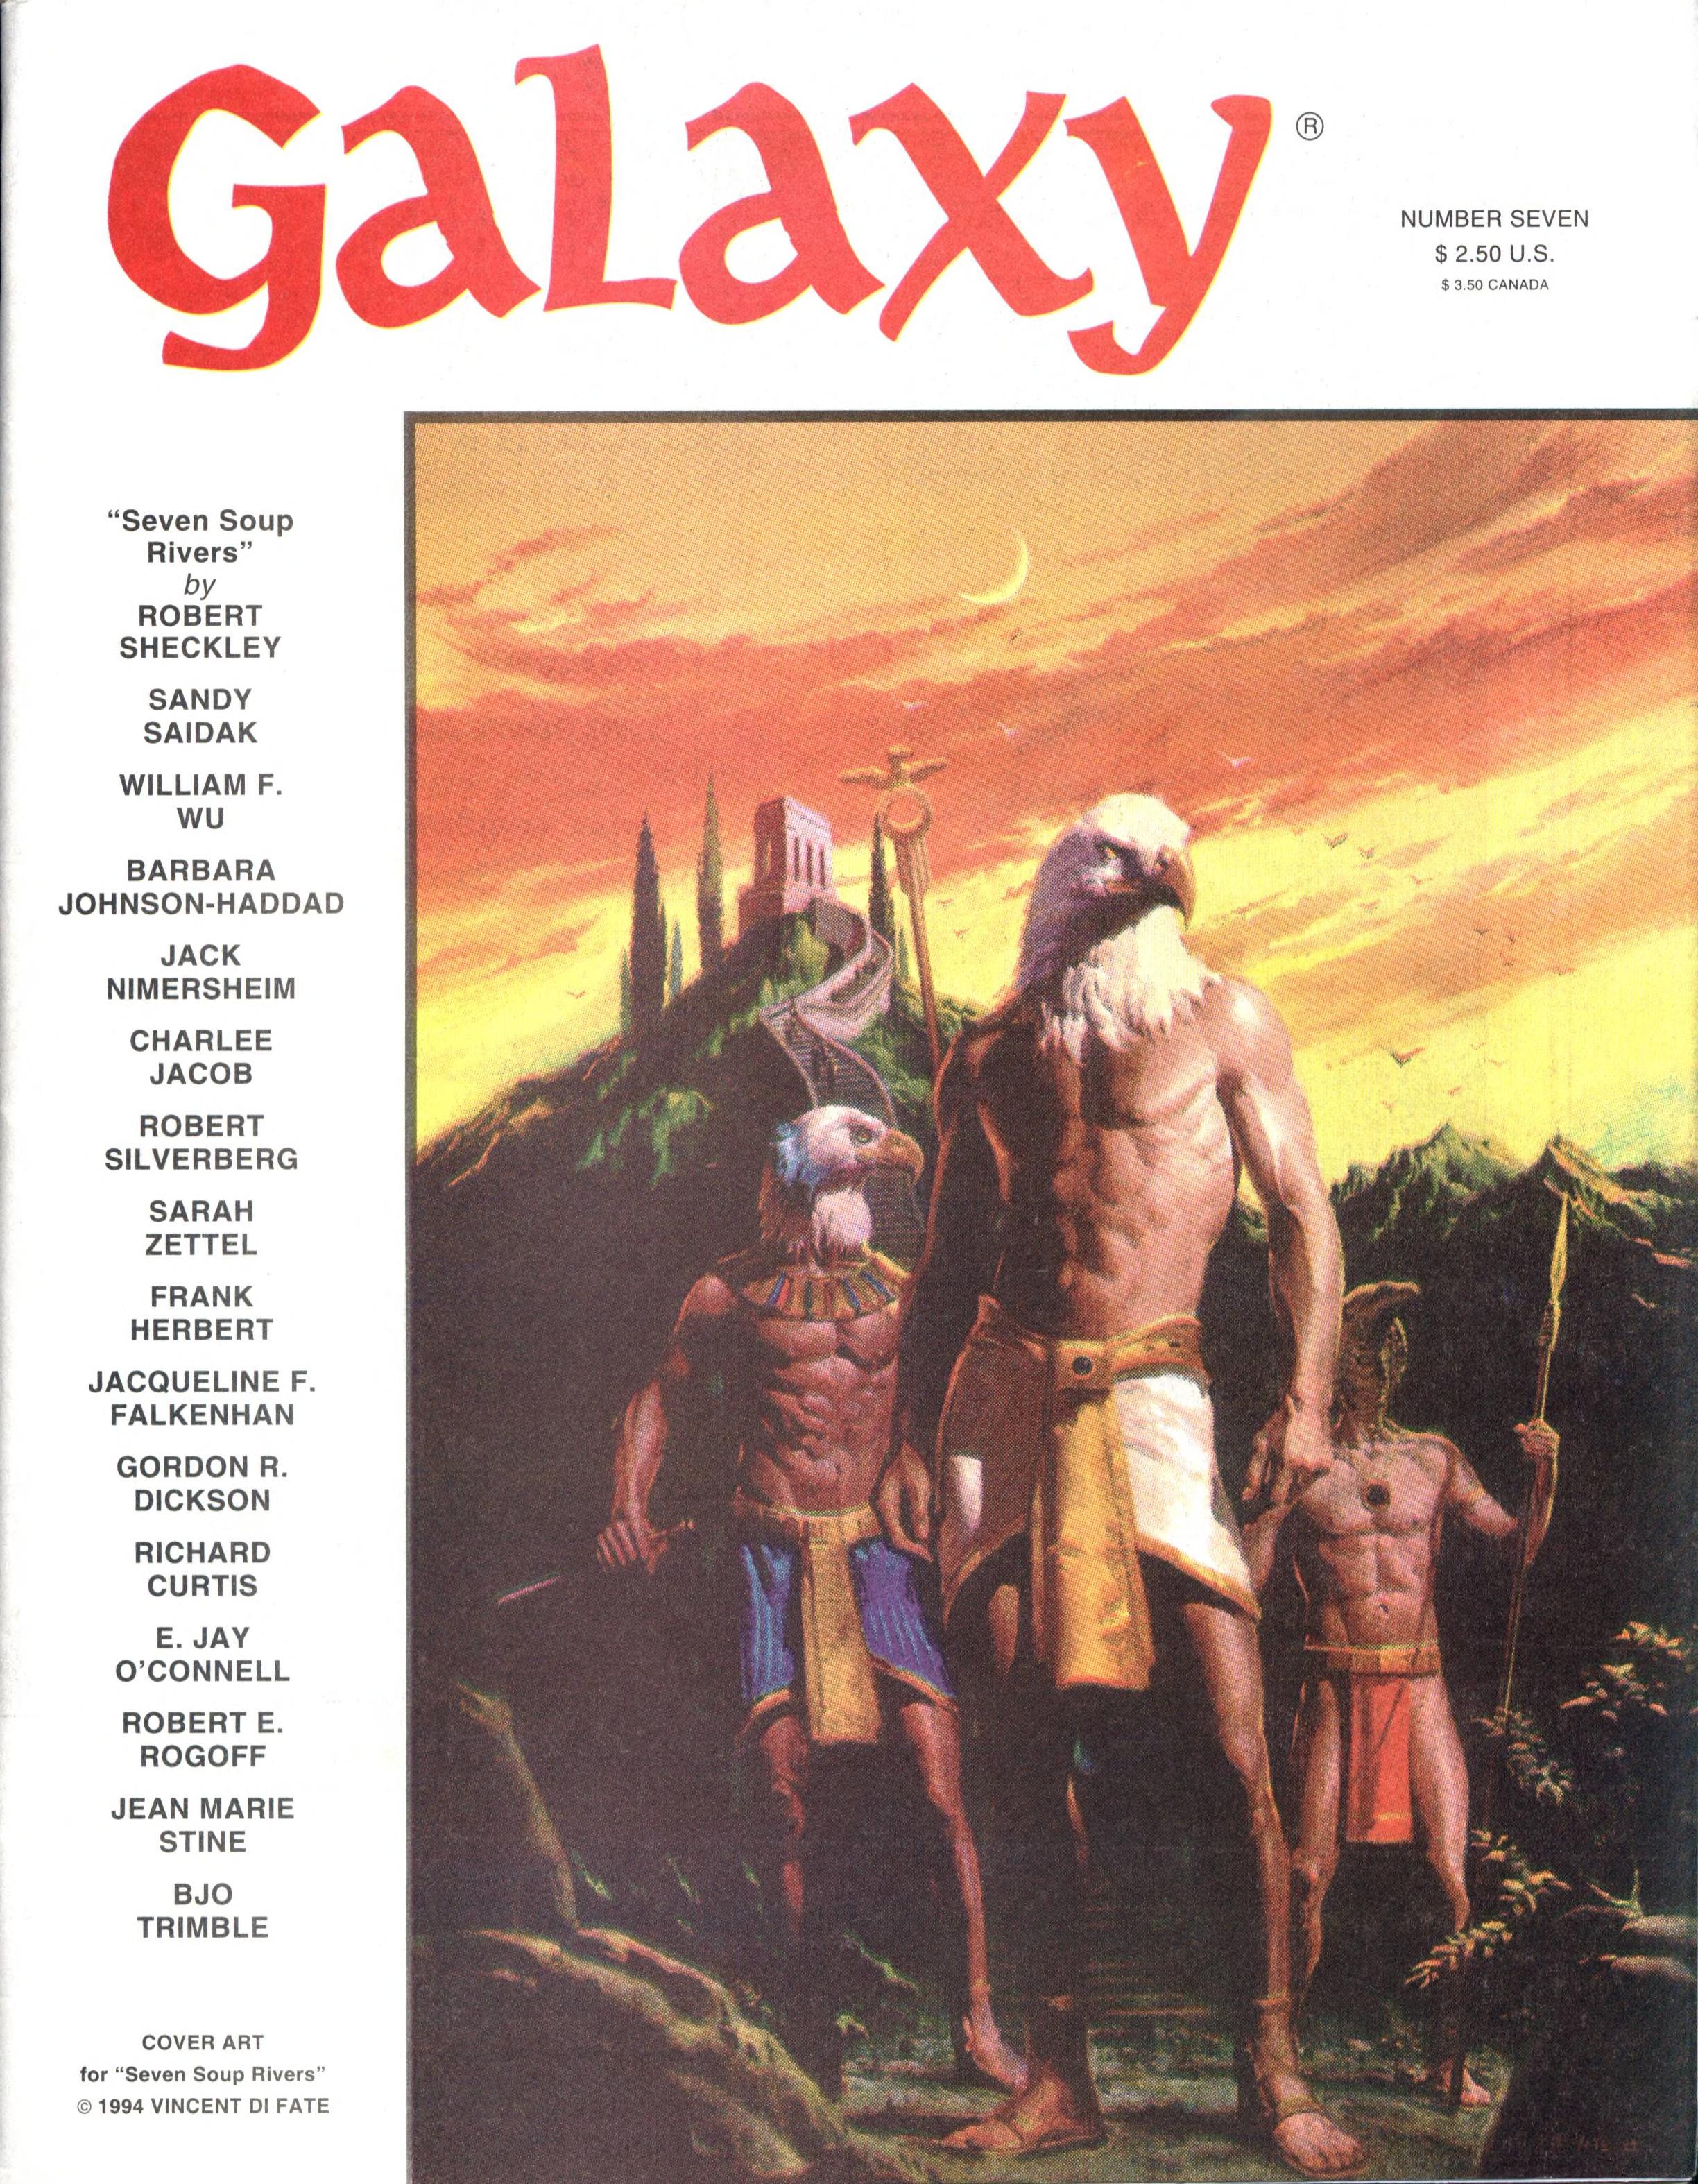 Galaxy ®
NUMBER SEVEN
$ 2.50 U.S.
$ 3.50 CANADA
“Seven Soup
Rivers”
by
ROBERT
SHECKLEY
SANDY
SAIDAK
WILLIAM F.
WU
BARBARA
JOHNSON-HADDAD
JACK
NIMERSHEIM
CHARLEE
JACOB
ROBERT
SILVERBERG
SARAH
ZETTEL
FRANK
HERBERT
JACQUELINE F.
FALKENHAN
GORDON R.
DICKSON
RICHARD
CURTIS
E. JAY
O’CONNELL
ROBERT E.
ROGOFF
JEAN MARIE
STINE
BJO
TRIMBLE
COVER ART
for “Seven Soup Rivers”
© 1994 VINCENT DI FATE